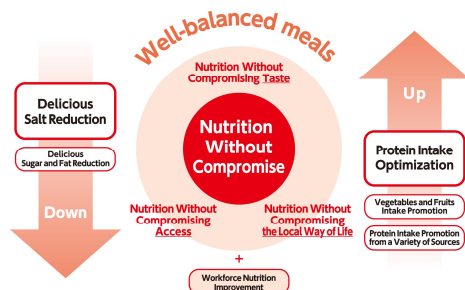 Well-balanced meals
Nutrition Without
Compromising Taste
Nutrition
Without
Compromise
Nutrition Without
Compromising
Access
Nutrition Without
Compromising
the Local Way of Life
+
Workforce Nutrition
Improvement
Delicious
Salt Reduction
Delicious
Sugar and Fat Reduction
Down
Up
Protein Intake
Optimization
Vegetables and Fruits
Intake Promotion
Protein Intake Promotion
from a Variety of Sources